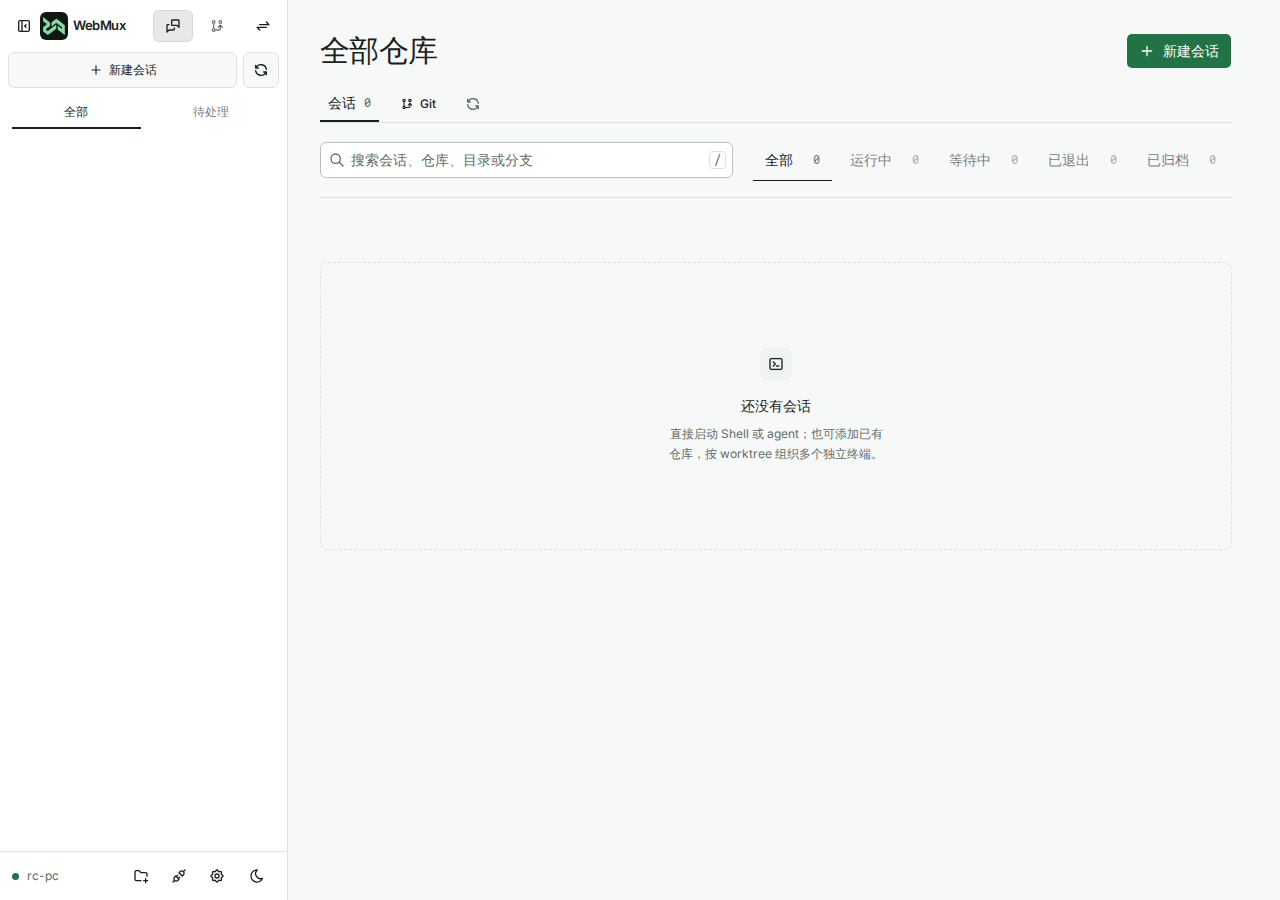 WebMux
新建会话
全部 待处理
rc-pc
全部仓库
新建会话
会话 0 Git
搜索会话、仓库、目录或分支 /
全部 0 运行中 0 等待中 0 已退出 0 已归档 0
还没有会话
直接启动 Shell 或 agent；也可添加已有
仓库，按 worktree 组织多个独立终端。